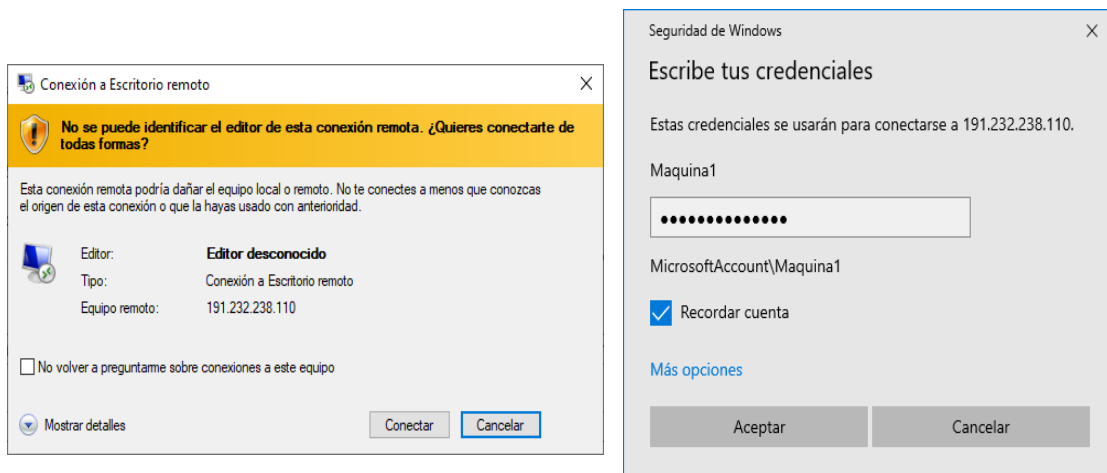 Conexión a Escritorio remoto
No se puede identificar el editor de esta conexión remota. ¿Quieres conectarte de
todas formas?
Esta conexión remota podría dañar el equipo local o remoto. No te conectes a menos que conozcas
el origen de esta conexión o que la hayas usado con anterioridad.
Editor: Editor desconocido
Tipo: Conexión a Escritorio remoto
Equipo remoto: 191.232.238.110
No volver a preguntarme sobre conexiones a este equipo
Mostrar detalles
Conectar
Cancelar
Seguridad de Windows
Escribe tus credenciales
Estas credenciales se usarán para conectarse a 191.232.238.110.
Maquina1
●●●●●●●●●●●●●●
MicrosoftAccount\Maquina1
Recordar cuenta
Más opciones
Aceptar
Cancelar